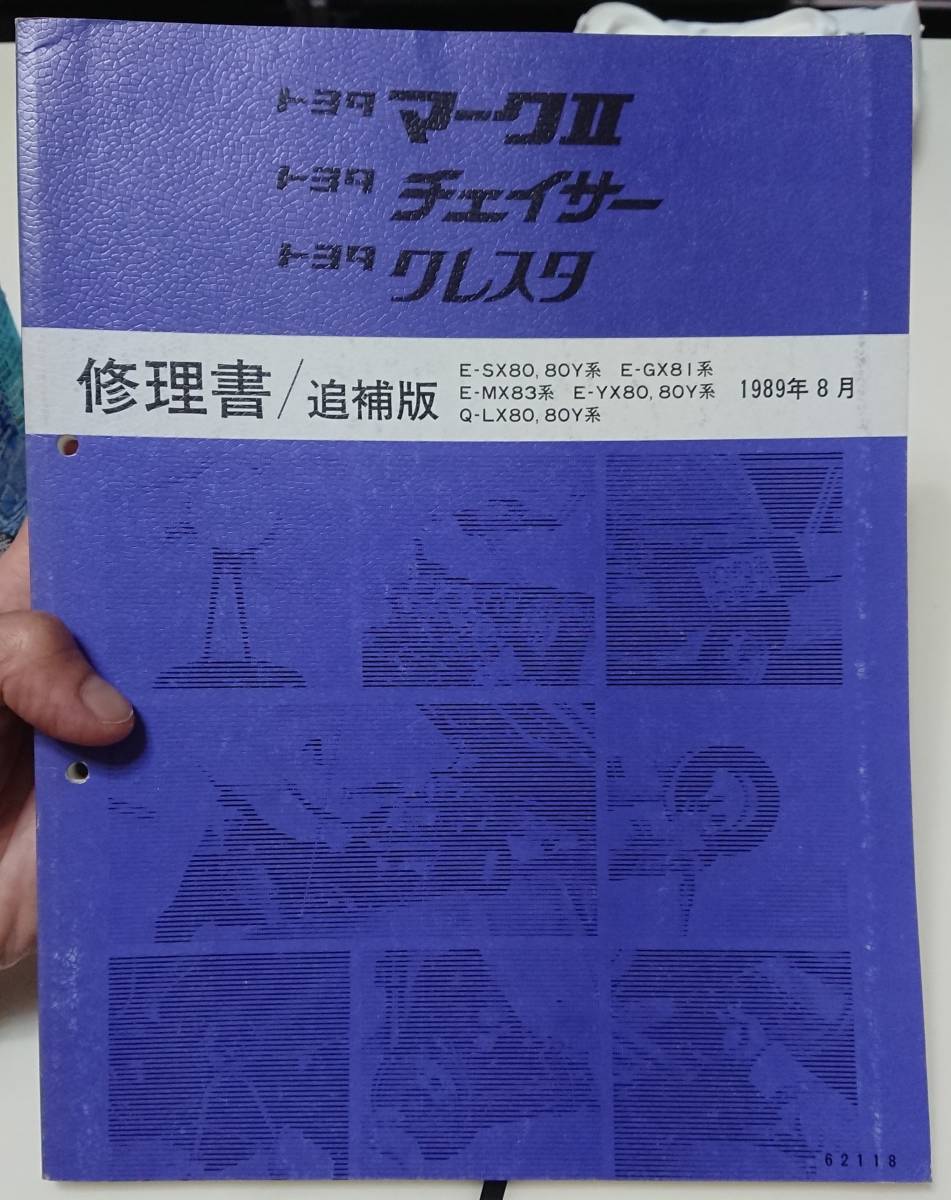 トヨタ マークII
トヨタ チェイサー
トヨタ クレスタ
修理書/追補版
E-SX80, 80Y系 E-GX81系
E-MX83系 E-YX80, 80Y系
Q-LX80, 80Y系
1989年8月
62118